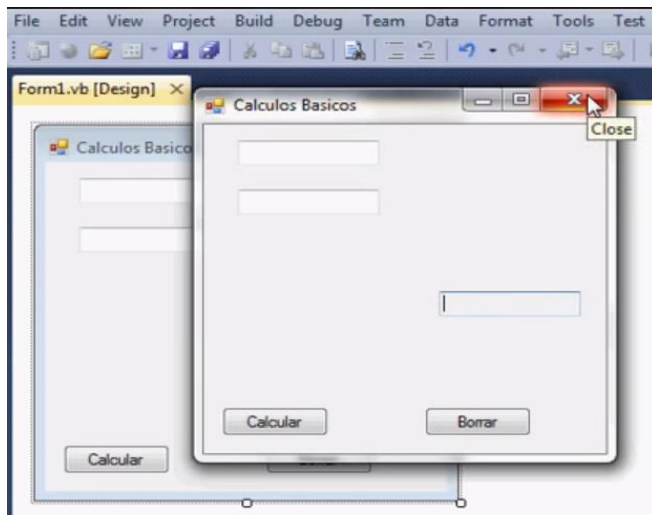 File Edit View Project Build Debug Team Data Format Tools Test
Form1.vb [Design]
Calculos Basicos
Close
Calculos Basico
Calcular Borrar
Calcular